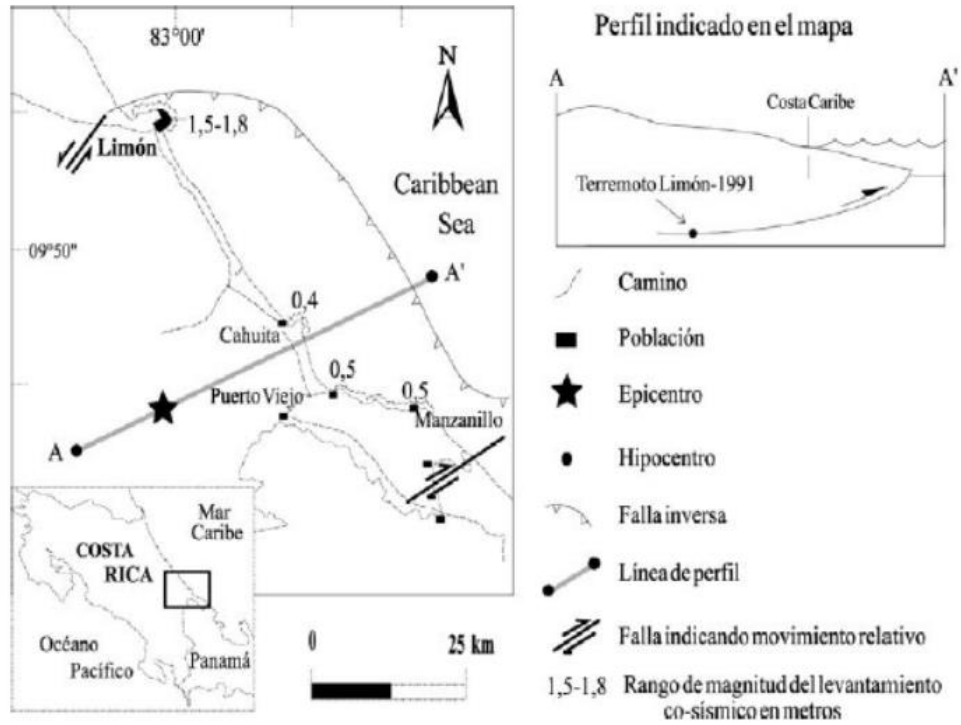 83°00'
N
1,5-1,8
Limón
Caribbean
Sea
09°50"
A'
0,4
Cahuita
0,5
0,5
Puerto Viejo
Manzanillo
A
Mar
Caribe
COSTA
RICA
Océano
Pacífico
Panamá
0
25 km
Perfil indicado en el mapa
A
A'
Costa Caribe
Terremoto Limón-1991
Camino
Población
Epicentro
Hipocentro
Falla inversa
Línea de perfil
Falla indicando movimiento relativo
1,5-1,8 Rango de magnitud del levantamiento
co-sísmico en metros